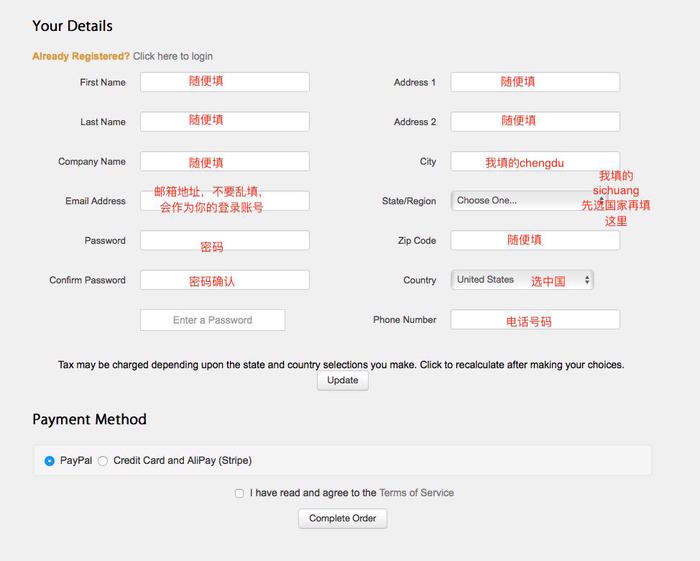 Your Details
Already Registered? Click here to login
First Name 随便填
Last Name 随便填
Company Name 随便填
Email Address 邮箱地址，不要乱填，
会作为你的登录账号
Password 密码
Confirm Password 密码确认
Enter a Password
Address 1 随便填
Address 2 随便填
City 我填的chengdu
State/Region Choose One...
我填的
sichuang
先选国家再填
这里
Zip Code 随便填
Country United States 选中国
Phone Number 电话号码
Tax may be charged depending upon the state and country selections you make. Click to recalculate after making your choices.
Update
Payment Method
PayPal Credit Card and AliPay (Stripe)
I have read and agree to the Terms of Service
Complete Order